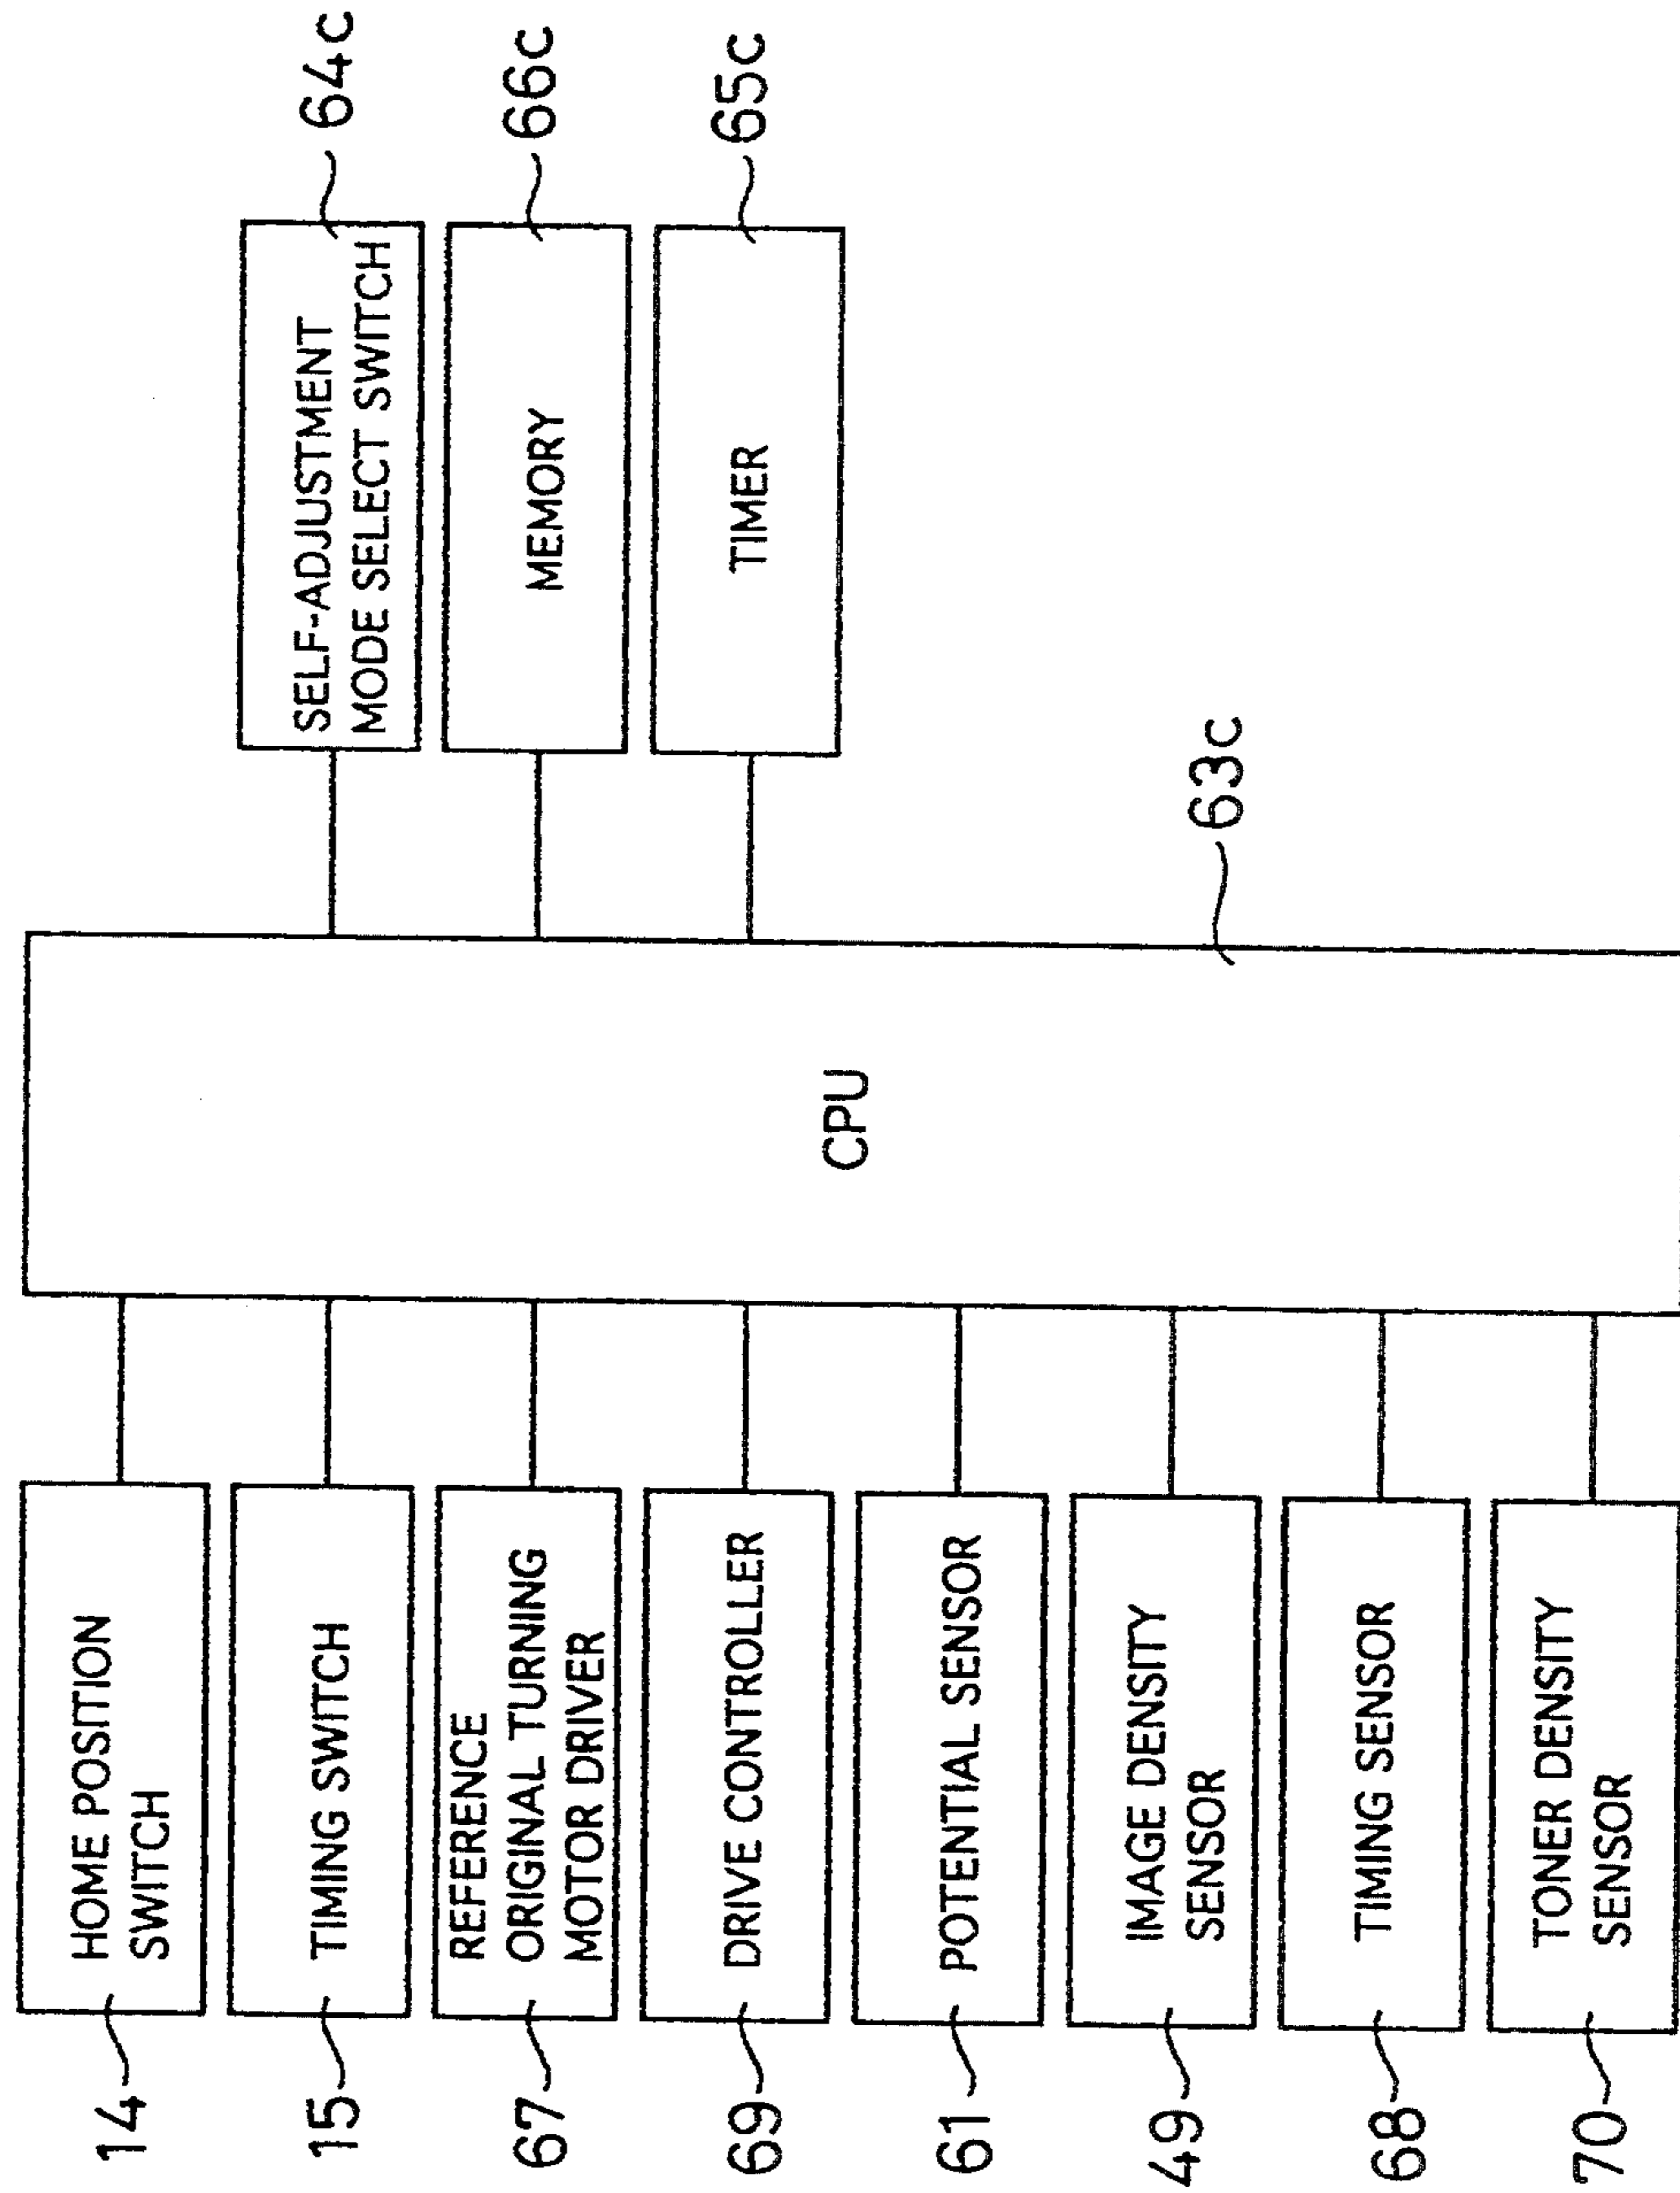 14
HOME POSITION
SWITCH
15
TIMING SWITCH
67
REFERENCE
ORIGINAL TURNING
MOTOR DRIVER
69
DRIVE CONTROLLER
61
POTENTIAL SENSOR
49
IMAGE DENSITY
SENSOR
68
TIMING SENSOR
70
TONER DENSITY
SENSOR
CPU
63c
SELF-ADJUSTMENT
MODE SELECT SWITCH
64c
MEMORY
66c
TIMER
65c